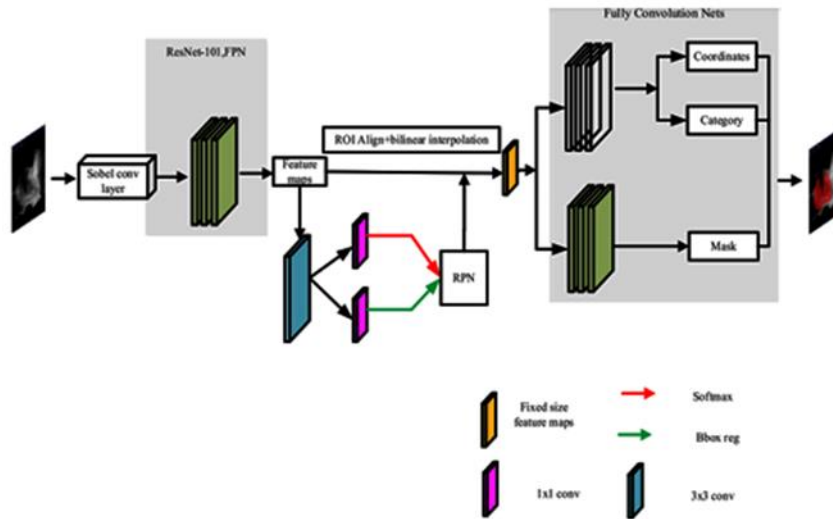 Fully Convolution Nets
ResNet-101,FPN
Coordinates
ROI Align+bilinear interpolation
Category
Sobel conv
layer
Feature
maps
RPN
Mask
Fixed size
feature maps
Softmax
Bbox reg
1x1 conv
3x3 conv